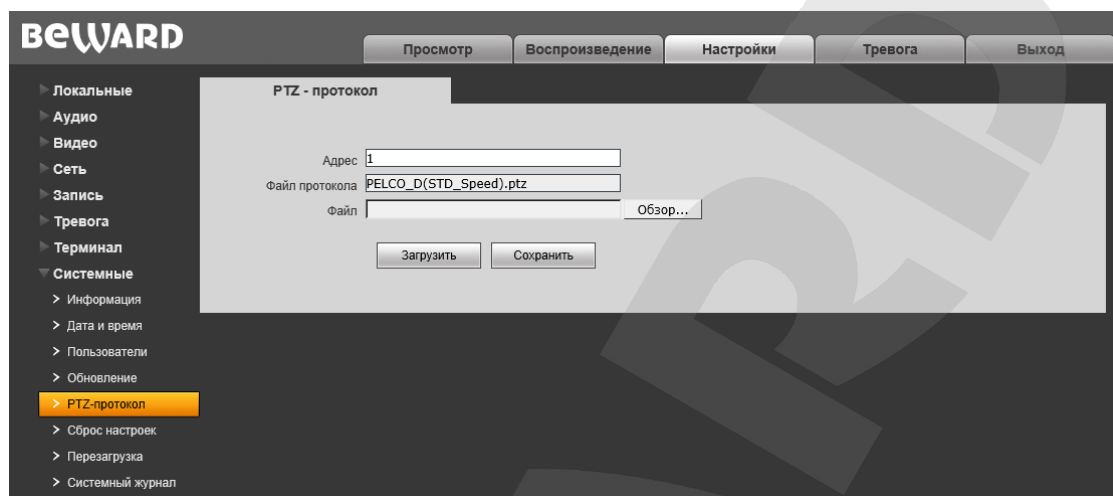 BEWARD
Просмотр Воспроизведение Настройки Тревога Выход
Локальные
Аудио
Видео
Сеть
Запись
Тревога
Терминал
Системные
Информация
Дата и время
Пользователи
Обновление
PTZ-протокол
Сброс настроек
Перезагрузка
Системный журнал
PTZ - протокол
Адрес 1
Файл протокола PELCO_D(STD_Speed).ptz
Файл Обзор...
Загрузить Сохранить